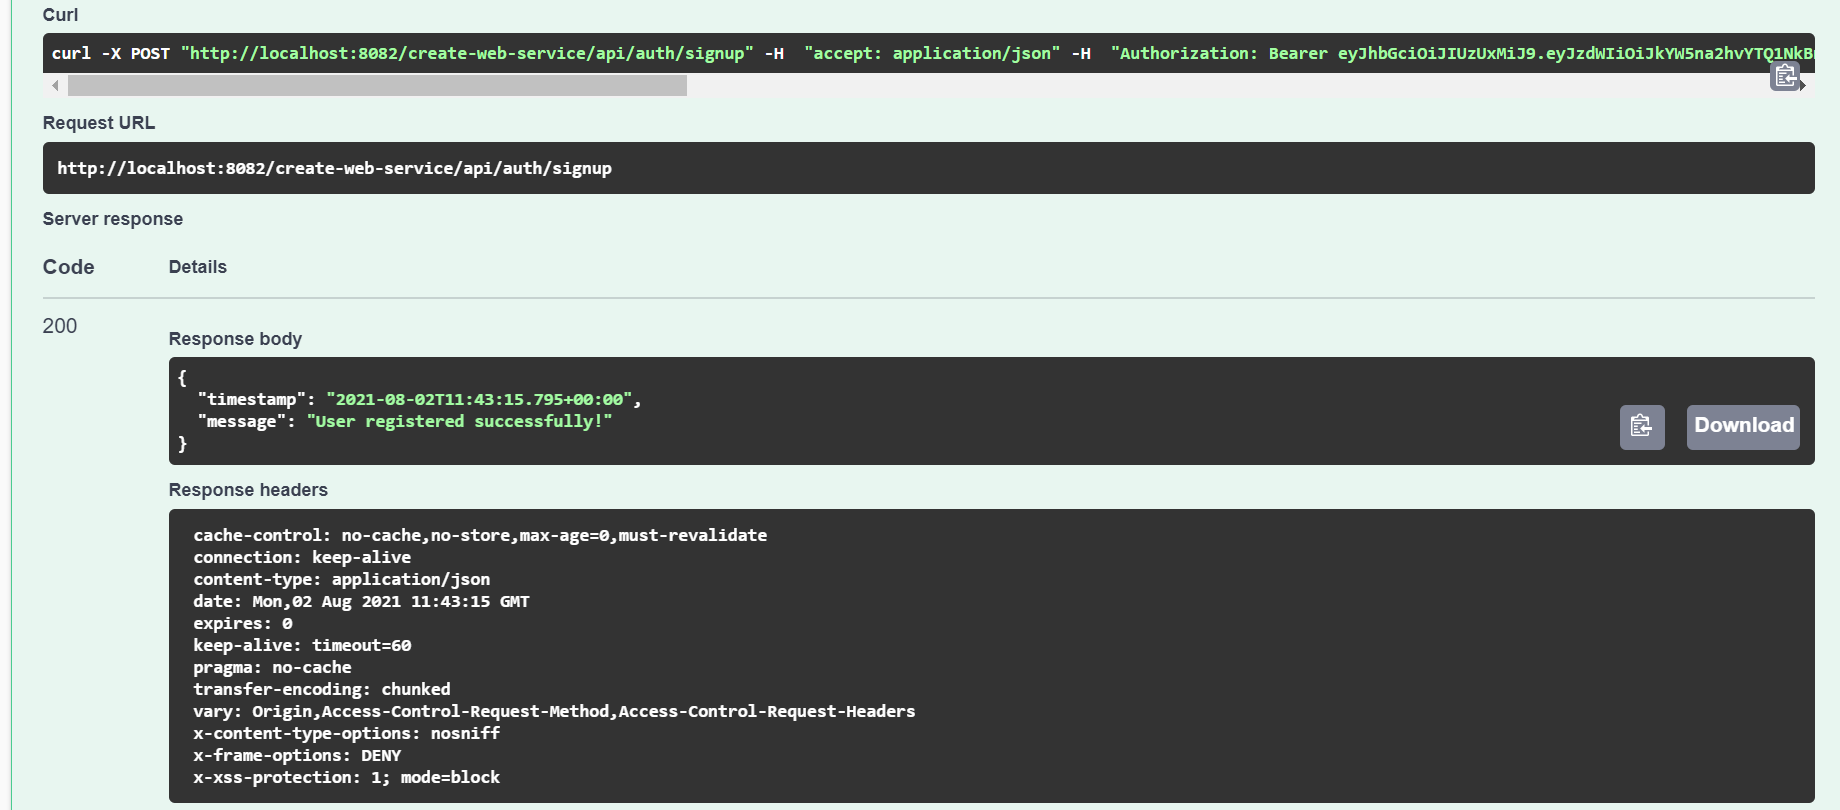 Curl
curl -X POST "http://localhost:8082/create-web-service/api/auth/signup" -H  "accept: application/json" -H  "Authorization: Bearer
Request URL
http://localhost:8082/create-web-service/api/auth/signup
Server response
Code Details
200
Response body
{
"timestamp": "2021-08-02T11:43:15.795+00:00",
"message": "User registered successfully!"
}
Download
Response headers
cache-control: no-cache,no-store,max-age=0,must-revalidate
connection: keep-alive
content-type: application/json
date: Mon,02 Aug 2021 11:43:15 GMT
expires: 0
keep-alive: timeout=60
pragma: no-cache
transfer-encoding: chunked
vary: Origin,Access-Control-Request-Method,Access-Control-Request-Headers
x-content-type-options: nosniff
x-frame-options: DENY
x-xss-protection: 1; mode=block